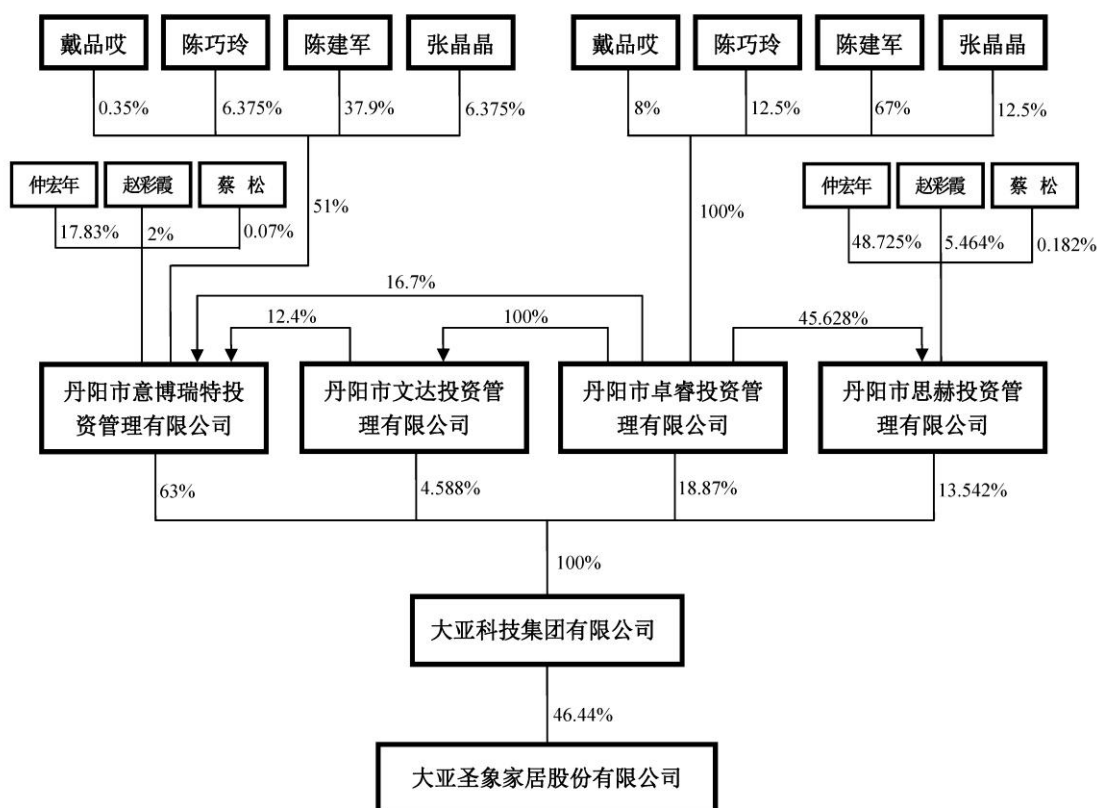 戴品哎
陈巧玲
陈建军
张晶晶
戴品哎
陈巧玲
陈建军
张晶晶
0.35%
6.375%
37.9%
6.375%
8%
12.5%
67%
12.5%
仲宏年
赵彩霞
蔡 松
51%
100%
仲宏年
赵彩霞
蔡 松
17.83%
2%
0.07%
48.725%
5.464%
0.182%
16.7%
12.4%
100%
45.628%
丹阳市意博瑞特投
资管理有限公司
丹阳市文达投资管
理有限公司
丹阳市卓睿投资管
理有限公司
丹阳市思赫投资管
理有限公司
63%
4.588%
18.87%
13.542%
100%
大亚科技集团有限公司
46.44%
大亚圣象家居股份有限公司